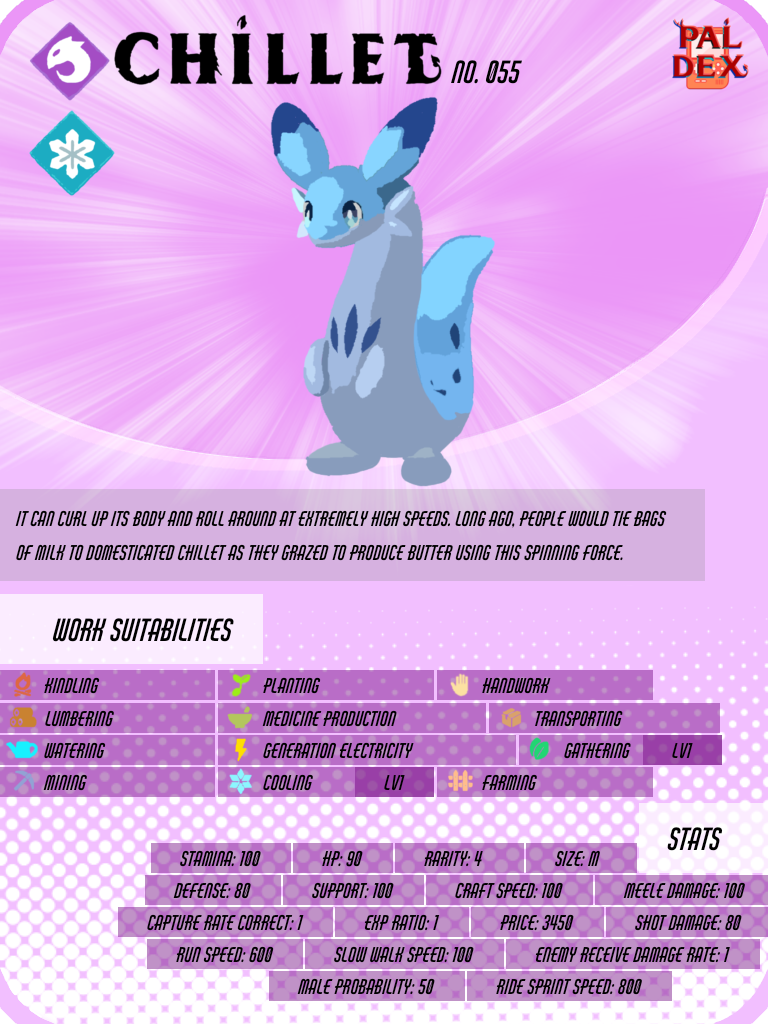 CHILLET NO. 055
PAL
DEX
IT CAN CURL UP ITS BODY AND ROLL AROUND AT EXTREMELY HIGH SPEEDS. LONG AGO, PEOPLE WOULD TIE BAGS
OF MILK TO DOMESTICATED CHILLET AS THEY GRAZED TO PRODUCE BUTTER USING THIS SPINNING FORCE.
WORK SUITABILITIES
KINDLING PLANTING HANDWORK
LUMBERING MEDICINE PRODUCTION TRANSPORTING
WATERING GENERATION ELECTRICITY GATHERING LV1
MINING COOLING LV1 FARMING
STATS
STAMINA: 100 HP: 90 RARITY: 4 SIZE: M
DEFENSE: 80 SUPPORT: 100 CRAFT SPEED: 100 MEELE DAMAGE: 100
CAPTURE RATE CORRECT: 1 EXP RATIO: 1 PRICE: 3450 SHOT DAMAGE: 80
RUN SPEED: 600 SLOW WALK SPEED: 100 ENEMY RECEIVE DAMAGE RATE: 1
MALE PROBABILITY: 50 RIDE SPRINT SPEED: 800